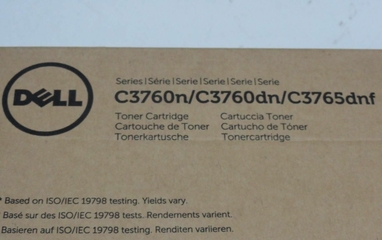 DELL
Series | Série | Serie | Serie | Serie | Serie
C3760n/C3760dn/C3765dnf
Toner Cartridge Cartuccia Toner
Cartouche de Toner Cartucho de Tóner
Tonerkartusche Tonercartridge
* Based on ISO/IEC 19798 testing. Yields vary.
* Basé sur des ISO/IEC 19798 tests. Rendements varient.
Basieren auf ISO/IEC 19798 testing. Renditen variieren.